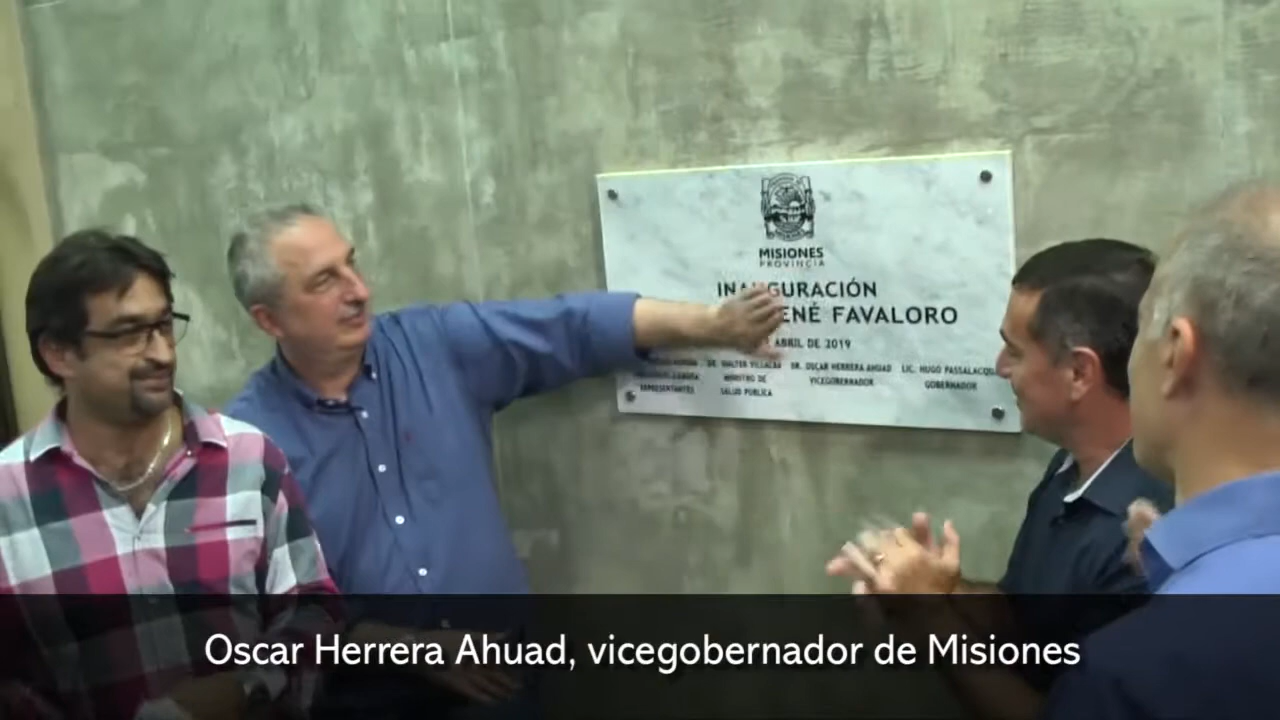 MISIONES
PROVINCIA
INAUGURACIÓN
ENÉ FAVALORO
ABRIL DE 2019
DR. WALTER VILLALBA DR. OSCAR HERRERA AHUAD LIC. HUGO PASSALACQUA
REPRESENTANTES MINISTRO DE SALUD PÚBLICA VICEGOBERNADOR GOBERNADOR
Oscar Herrera Ahuad, vicegobernador de Misiones